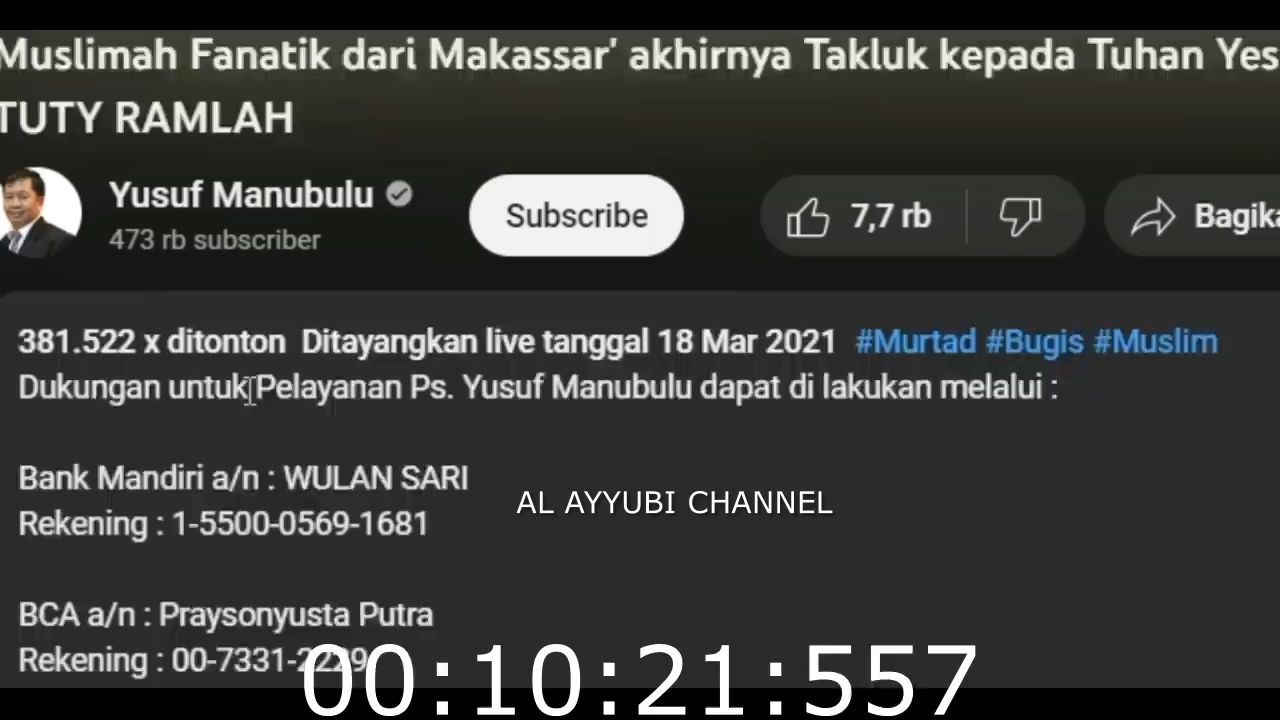 Muslimah Fanatik dari Makassar' akhirnya Takluk kepada Tuhan Yes
TUTY RAMLAH
Yusuf Manubulu
473 rb subscriber
Subscribe
7,7 rb
Bagika
381.522 x ditonton Ditayangkan live tanggal 18 Mar 2021 #Murtad #Bugis #Muslim
Dukungan untuk Pelayanan Ps. Yusuf Manubulu dapat di lakukan melalui :
Bank Mandiri a/n : WULAN SARI
Rekening : 1-5500-0569-1681
AL AYYUBI CHANNEL
BCA a/n : Praysonyusta Putra
Rekening : 00-7331-2229
00:10:21:557